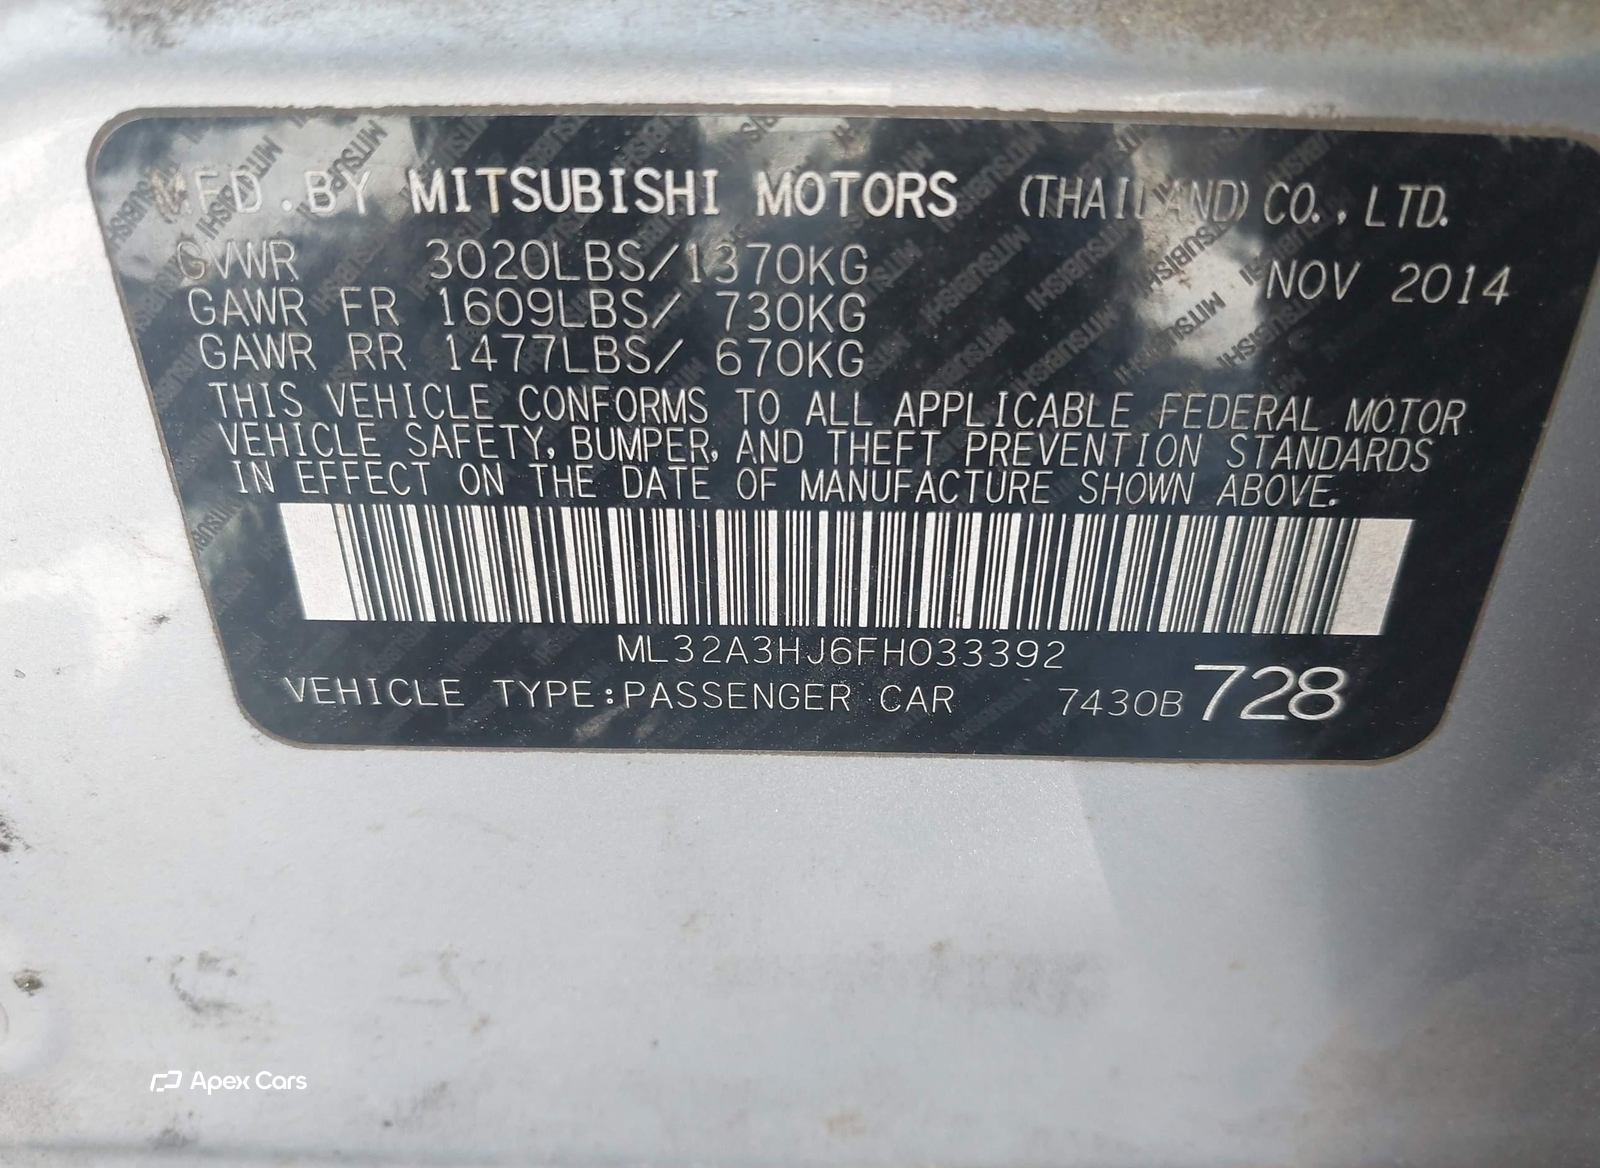 MFD.BY MITSUBISHI MOTORS (THAILAND) CO.,LTD.
GVWR 3020LBS/1370KG NOV 2014
GAWR FR 1609LBS/ 730KG
GAWR RR 1477LBS/ 670KG
THIS VEHICLE CONFORMS TO ALL APPLICABLE FEDERAL MOTOR
VEHICLE SAFETY, BUMPER, AND THEFT PREVENTION STANDARDS
IN EFFECT ON THE DATE OF MANUFACTURE SHOWN ABOVE.
ML32A3HJ6FH033392
VEHICLE TYPE:PASSENGER CAR 7430B 728
Apex Cars